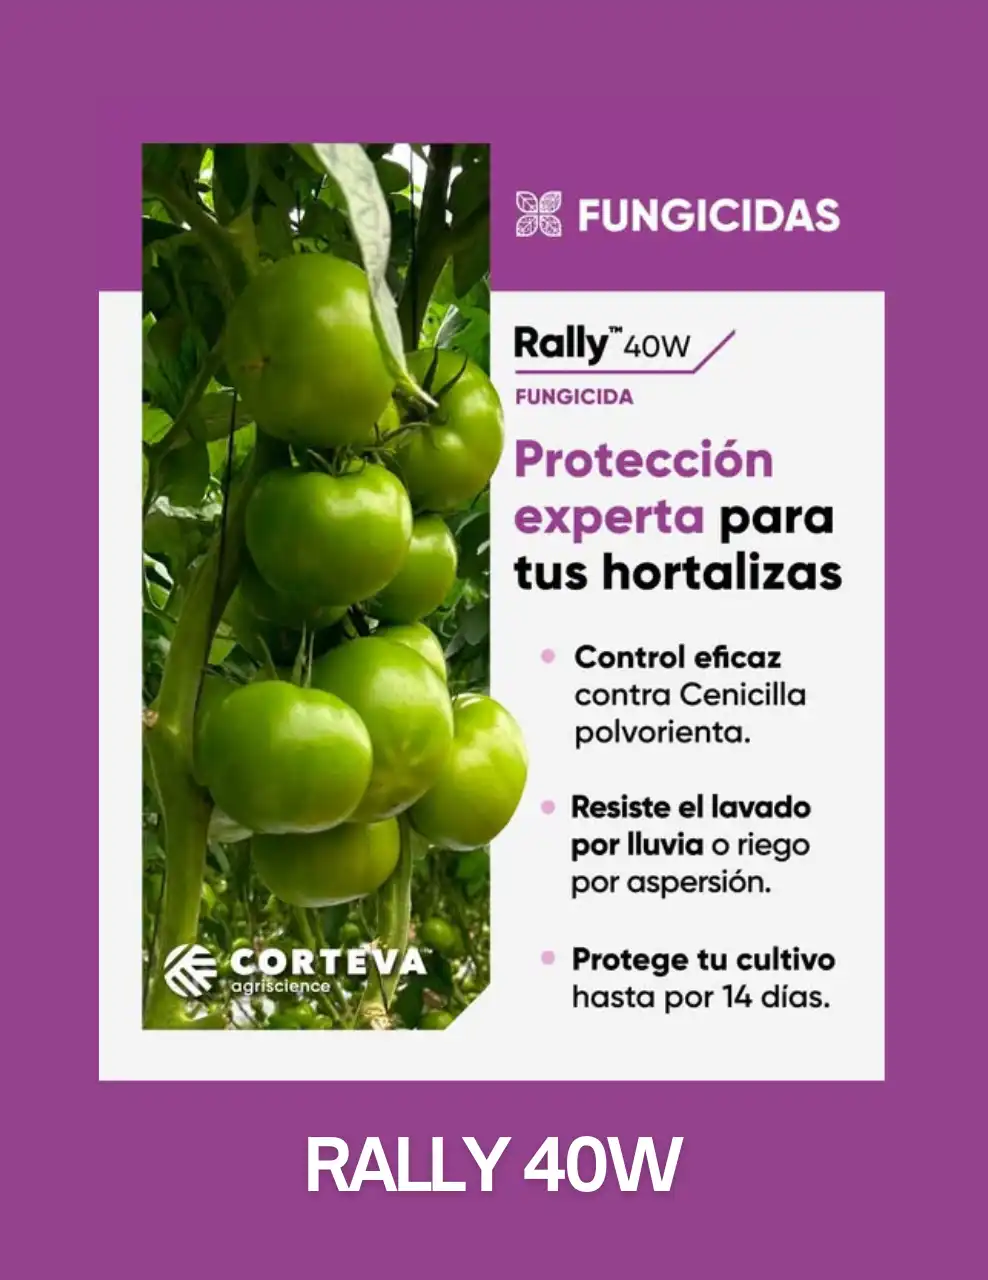 FUNGICIDAS
Rally™ 40W
FUNGICIDA
Protección
experta para
tus hortalizas
Control eficaz
contra Cenicilla
polvorienta.
Resiste el lavado
por lluvia o riego
por aspersión.
Protege tu cultivo
hasta por 14 días.
CORTEVA™
agriscience
RALLY 40W